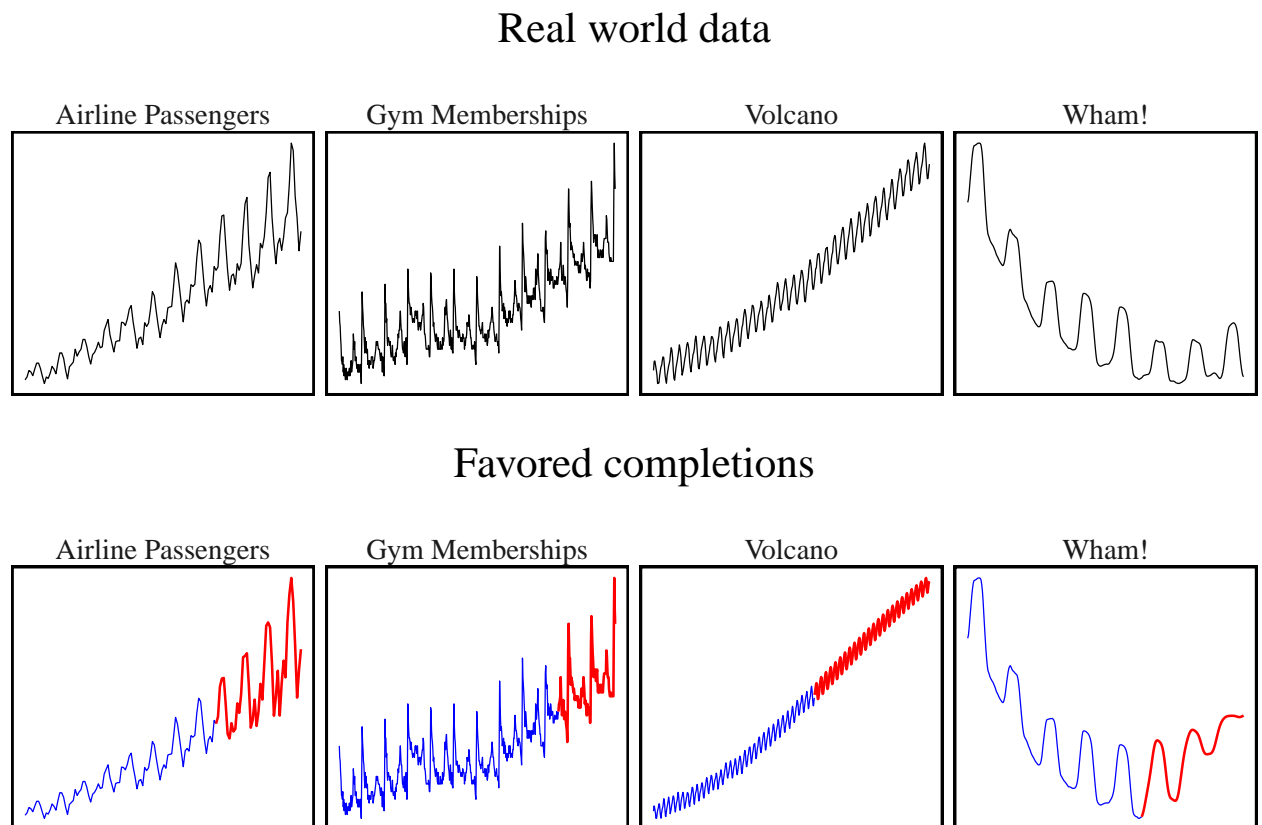 Real world data
Airline Passengers Gym Memberships Volcano Wham!
Favored completions
Airline Passengers Gym Memberships Volcano Wham!